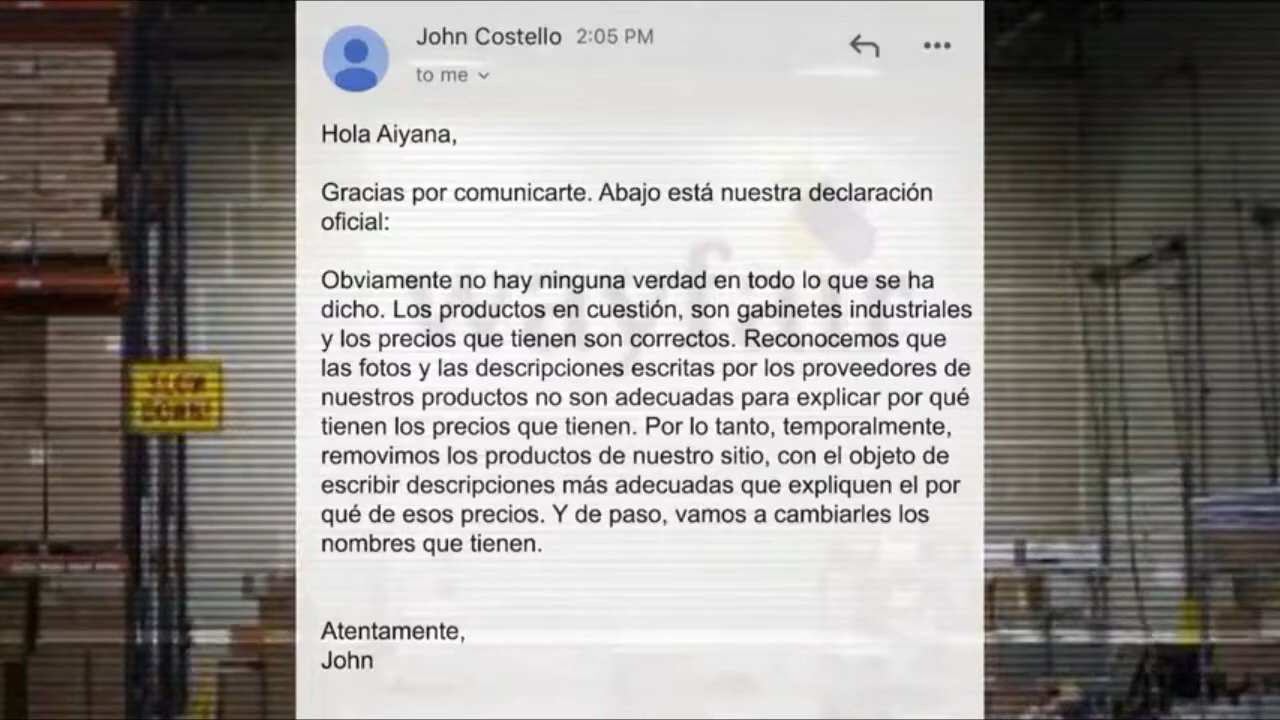 John Costello 2:05 PM
to me
Hola Aiyana,
Gracias por comunicarte. Abajo está nuestra declaración
oficial:
Obviamente no hay ninguna verdad en todo lo que se ha
dicho. Los productos en cuestión, son gabinetes industriales
y los precios que tienen son correctos. Reconocemos que
las fotos y las descripciones escritas por los proveedores de
nuestros productos no son adecuadas para explicar por qué
tienen los precios que tienen. Por lo tanto, temporalmente,
removimos los productos de nuestro sitio, con el objeto de
escribir descripciones más adecuadas que expliquen el por
qué de esos precios. Y de paso, vamos a cambiarles los
nombres que tienen.
Atentamente,
John